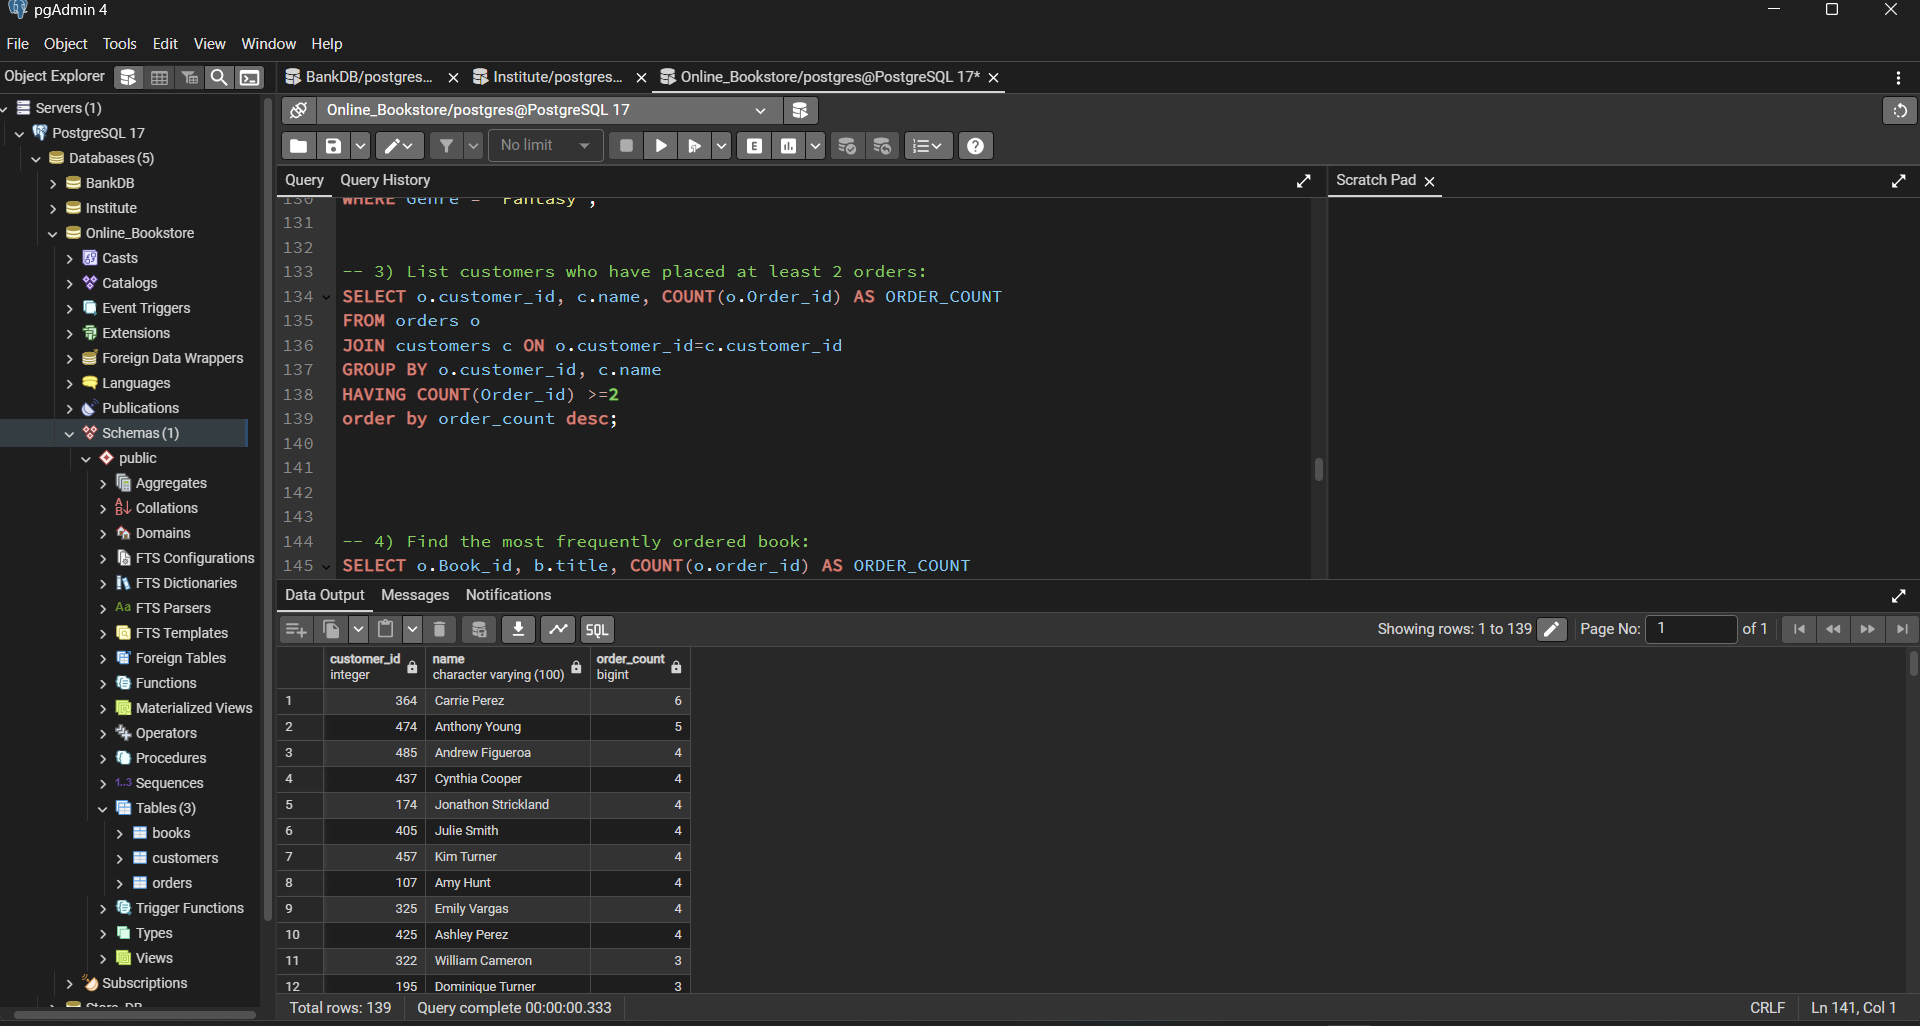 pgAdmin 4
File Object Tools Edit View Window Help
Object Explorer
BankDB/postgres...
Institute/postgres...
Online_Bookstore/postgres@PostgreSQL 17*
Online_Bookstore/postgres@PostgreSQL 17
No limit
E
Query
Query History
Scratch Pad
Servers (1)
PostgreSQL 17
Databases (5)
BankDB
Institute
Online_Bookstore
Casts
Catalogs
Event Triggers
Extensions
Foreign Data Wrappers
Languages
Publications
Schemas (1)
public
Aggregates
Collations
Domains
FTS Configurations
FTS Dictionaries
FTS Parsers
FTS Templates
Foreign Tables
Functions
Materialized Views
Operators
Procedures
1..3 Sequences
Tables (3)
books
customers
orders
Trigger Functions
Types
Views
Subscriptions
130 WHERE Genre = 'Fantasy';
131
132
133 -- 3) List customers who have placed at least 2 orders:
134 SELECT o.customer_id, c.name, COUNT(o.Order_id) AS ORDER_COUNT
135 FROM orders o
136 JOIN customers c ON o.customer_id=c.customer_id
137 GROUP BY o.customer_id, c.name
138 HAVING COUNT(Order_id) >=2
139 order by order_count desc;
140
141
142
143
144 -- 4) Find the most frequently ordered book:
145 SELECT o.Book_id, b.title, COUNT(o.order_id) AS ORDER_COUNT
Data Output Messages Notifications
SQL
Showing rows: 1 to 139
Page No: 1 of 1
customer_id integer
name character varying (100)
order_count bigint
1 364 Carrie Perez 6
2 474 Anthony Young 5
3 485 Andrew Figueroa 4
4 437 Cynthia Cooper 4
5 174 Jonathon Strickland 4
6 405 Julie Smith 4
7 457 Kim Turner 4
8 107 Amy Hunt 4
9 325 Emily Vargas 4
10 425 Ashley Perez 4
11 322 William Cameron 3
12 195 Dominique Turner 3
Total rows: 139
Query complete 00:00:00.333
CRLF
Ln 141, Col 1